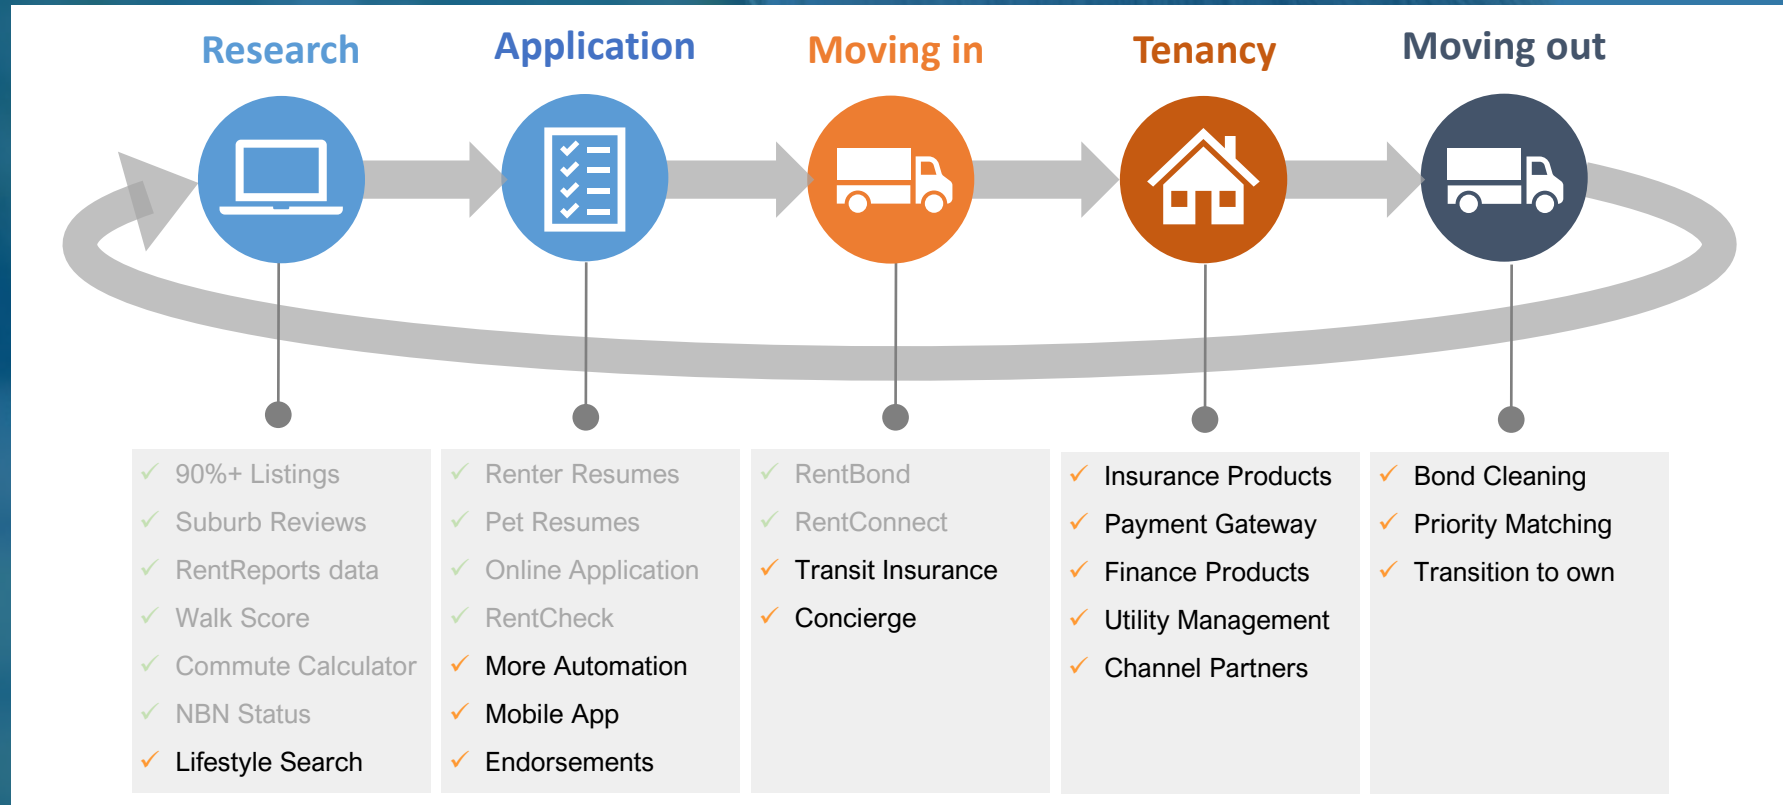 Research
Application
Moving in
Tenancy
Moving out
90%+ Listings
Suburb Reviews
RentReports data
Walk Score
Commute Calculator
NBN Status
Lifestyle Search
Renter Resumes
Pet Resumes
Online Application
RentCheck
More Automation
Mobile App
Endorsements
RentBond
RentConnect
Transit Insurance
Concierge
Insurance Products
Payment Gateway
Finance Products
Utility Management
Channel Partners
Bond Cleaning
Priority Matching
Transition to own